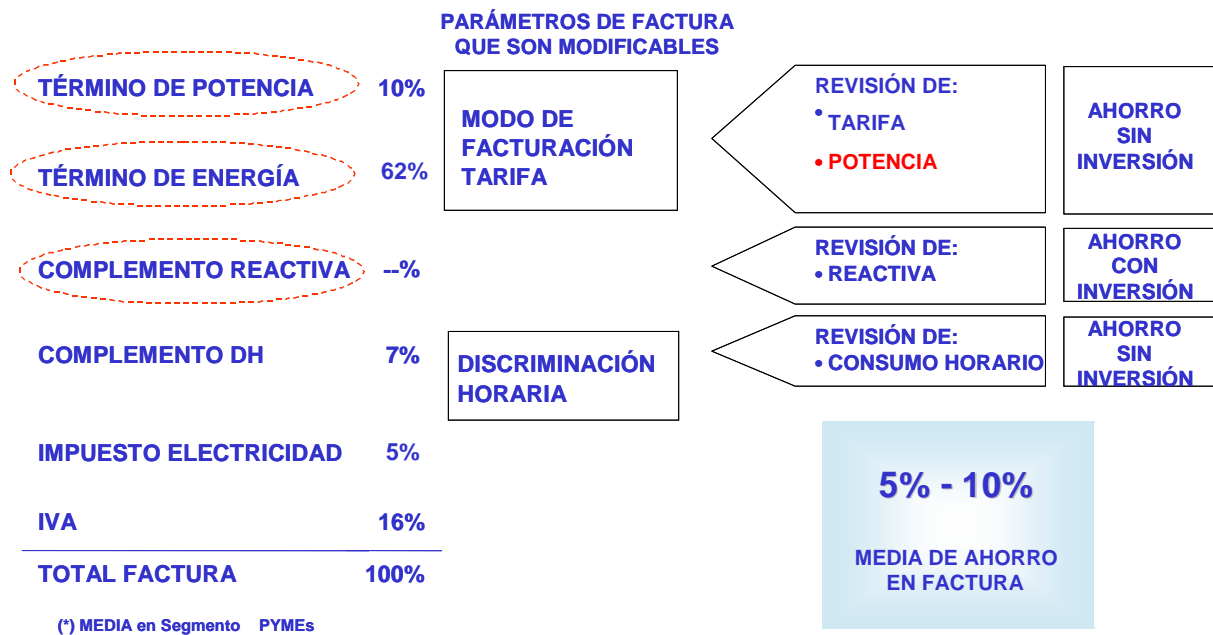 PARÁMETROS DE FACTURA
QUE SON MODIFICABLES
TÉRMINO DE POTENCIA 10%
TÉRMINO DE ENERGÍA 62%
MODO DE
FACTURACIÓN
TARIFA
REVISIÓN DE:
• TARIFA
• POTENCIA
AHORRO
SIN
INVERSIÓN
COMPLEMENTO REACTIVA --%
REVISIÓN DE:
• REACTIVA
AHORRO
CON
INVERSIÓN
COMPLEMENTO DH 7%
DISCRIMINACIÓN
HORARIA
REVISIÓN DE:
• CONSUMO HORARIO
AHORRO
SIN
INVERSIÓN
IMPUESTO ELECTRICIDAD 5%
IVA 16%
TOTAL FACTURA 100%
5% - 10%
MEDIA DE AHORRO
EN FACTURA
(*) MEDIA en Segmento PYMEs